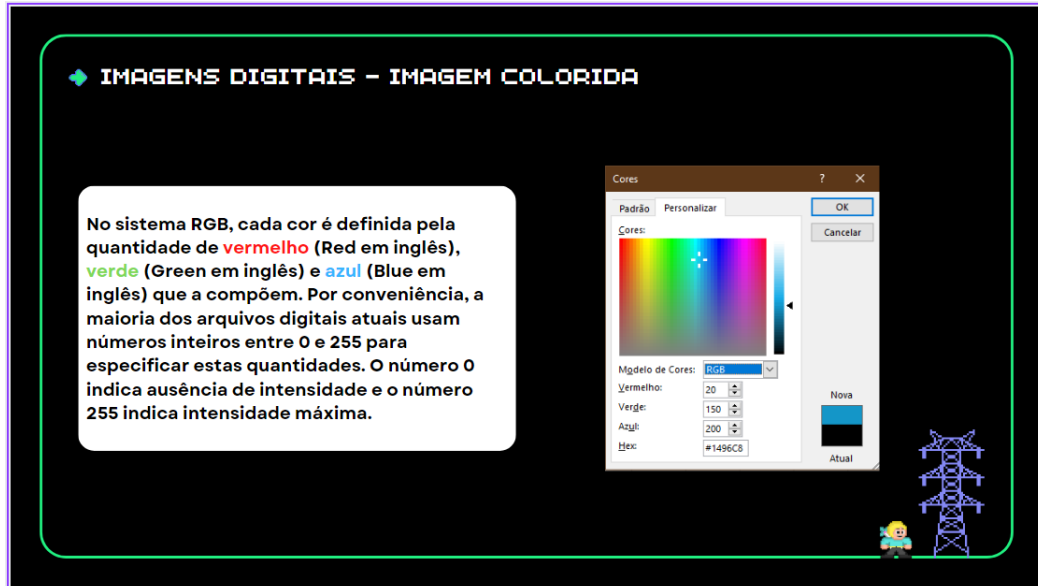 IMAGENS DIGITAIS - IMAGEM COLORIDA
No sistema RGB, cada cor é definida pela
quantidade de vermelho (Red em inglês),
verde (Green em inglês) e azul (Blue em
inglês) que a compõem. Por conveniência, a
maioria dos arquivos digitais atuais usam
números inteiros entre 0 e 255 para
especificar estas quantidades. O número 0
indica ausência de intensidade e o número
255 indica intensidade máxima.
Cores ?
Padrão Personalizar
OK
Cancelar
Cores:
Modelo de Cores: RGB
Vermelho: 20
Verde: 150
Azul: 200
Hex: #1496C8
Nova
Atual